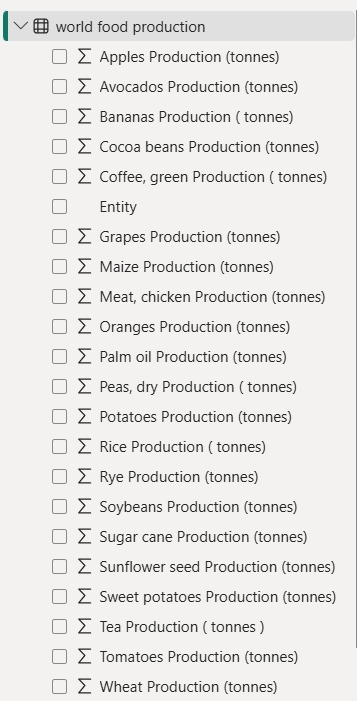 world food production
Apples Production (tonnes)
Avocados Production (tonnes)
Bananas Production ( tonnes)
Cocoa beans Production (tonnes)
Coffee, green Production ( tonnes)
Entity
Grapes Production (tonnes)
Maize Production (tonnes)
Meat, chicken Production (tonnes)
Oranges Production (tonnes)
Palm oil Production (tonnes)
Peas, dry Production ( tonnes)
Potatoes Production (tonnes)
Rice Production ( tonnes)
Rye Production (tonnes)
Soybeans Production (tonnes)
Sugar cane Production (tonnes)
Sunflower seed Production (tonnes)
Sweet potatoes Production (tonnes)
Tea Production ( tonnes )
Tomatoes Production (tonnes)
Wheat Production (tonnes)